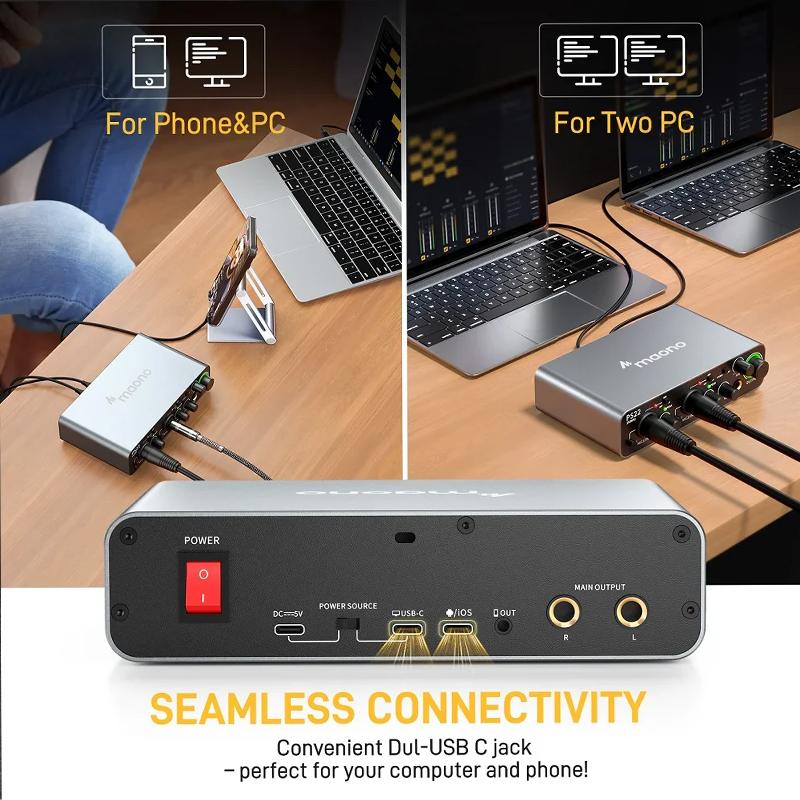 For Phone&PC
For Two PC
maono
maono
PS22
maono
POWER
DC⎓5V
POWER SOURCE
USB-C
/iOS
OUT
MAIN OUTPUT
R
L
SEAMLESS CONNECTIVITY
Convenient Dul-USB C jack
– perfect for your computer and phone!